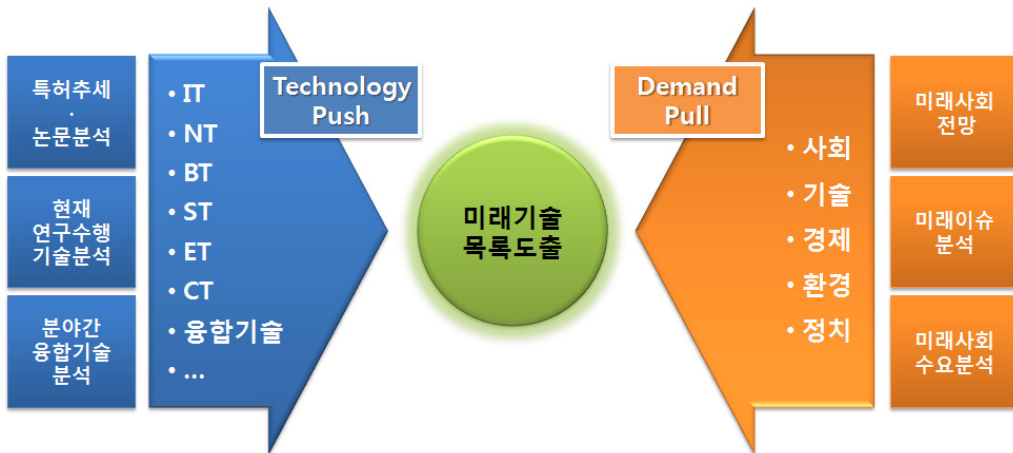 특허추세
·
논문분석
현재
연구수행
기술분석
분야간
융합기술
분석
• IT
• NT
• BT
• ST
• ET
• CT
• 융합기술
• ...
Technology
Push
미래기술
목록도출
Demand
Pull
• 사회
• 기술
• 경제
• 환경
• 정치
미래사회
전망
미래이슈
분석
미래사회
수요분석